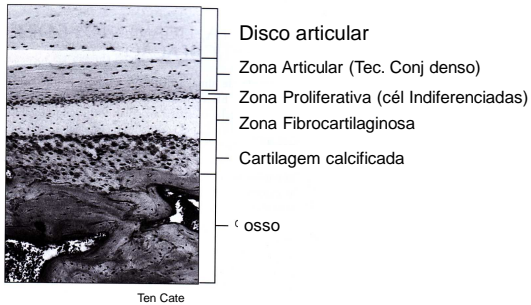 Disco articular
Zona Articular (Tec. Conj denso)
Zona Proliferativa (cél Indiferenciadas)
Zona Fibrocartilaginosa
Cartilagem calcificada
osso
Ten Cate